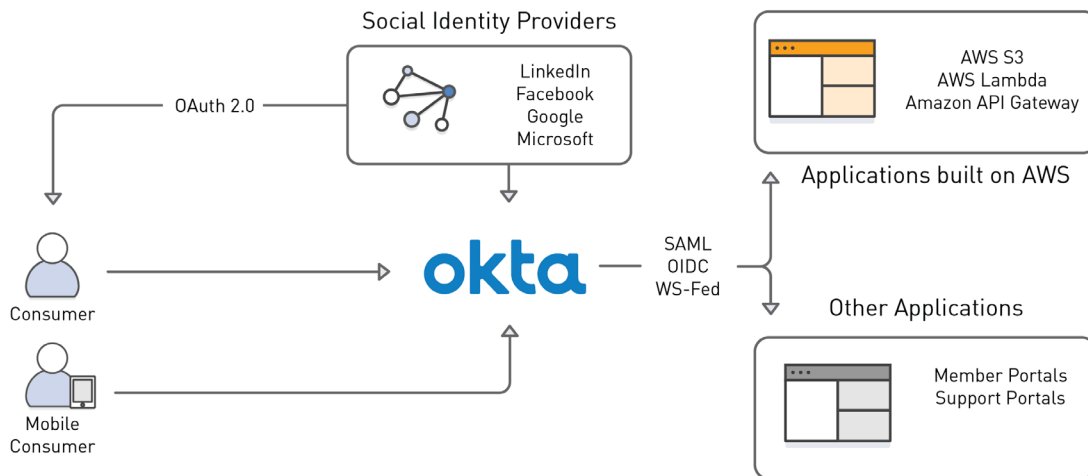 Social Identity Providers
LinkedIn
Facebook
Google
Microsoft
OAuth 2.0
AWS S3
AWS Lambda
Amazon API Gateway
Applications built on AWS
Consumer
okta
SAML
OIDC
WS-Fed
Other Applications
Member Portals
Support Portals
Mobile
Consumer